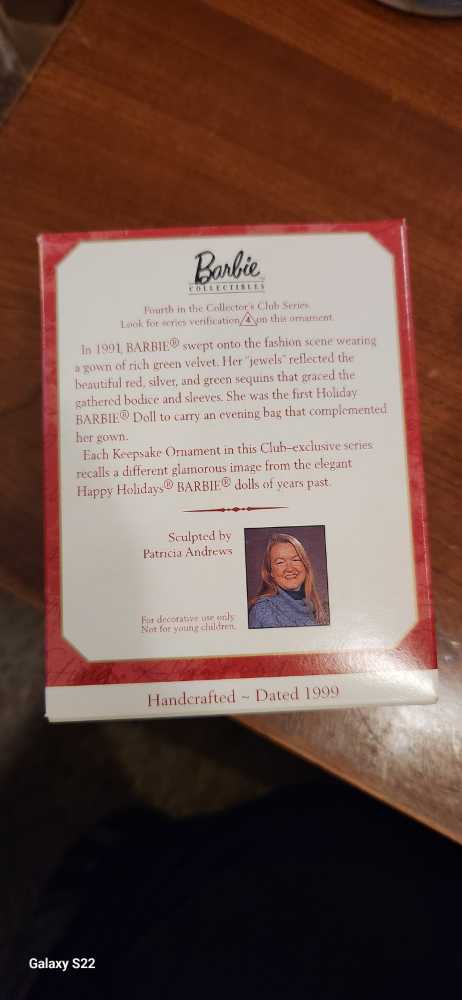 Barbie
COLLECTIBLES
Fourth in the Collector's Club Series.
Look for series verification 4 on this ornament.
In 1991, BARBIE® swept onto the fashion scene wearing
a gown of rich green velvet. Her "jewels" reflected the
beautiful red, silver, and green sequins that graced the
gathered bodice and sleeves. She was the first Holiday
BARBIE® Doll to carry an evening bag that complemented
her gown.
Each Keepsake Ornament in this Club–exclusive series
recalls a different glamorous image from the elegant
Happy Holidays® BARBIE® dolls of years past.
Sculpted by
Patricia Andrews
For decorative use only.
Not for young children.
Handcrafted ~ Dated 1999
Galaxy S22